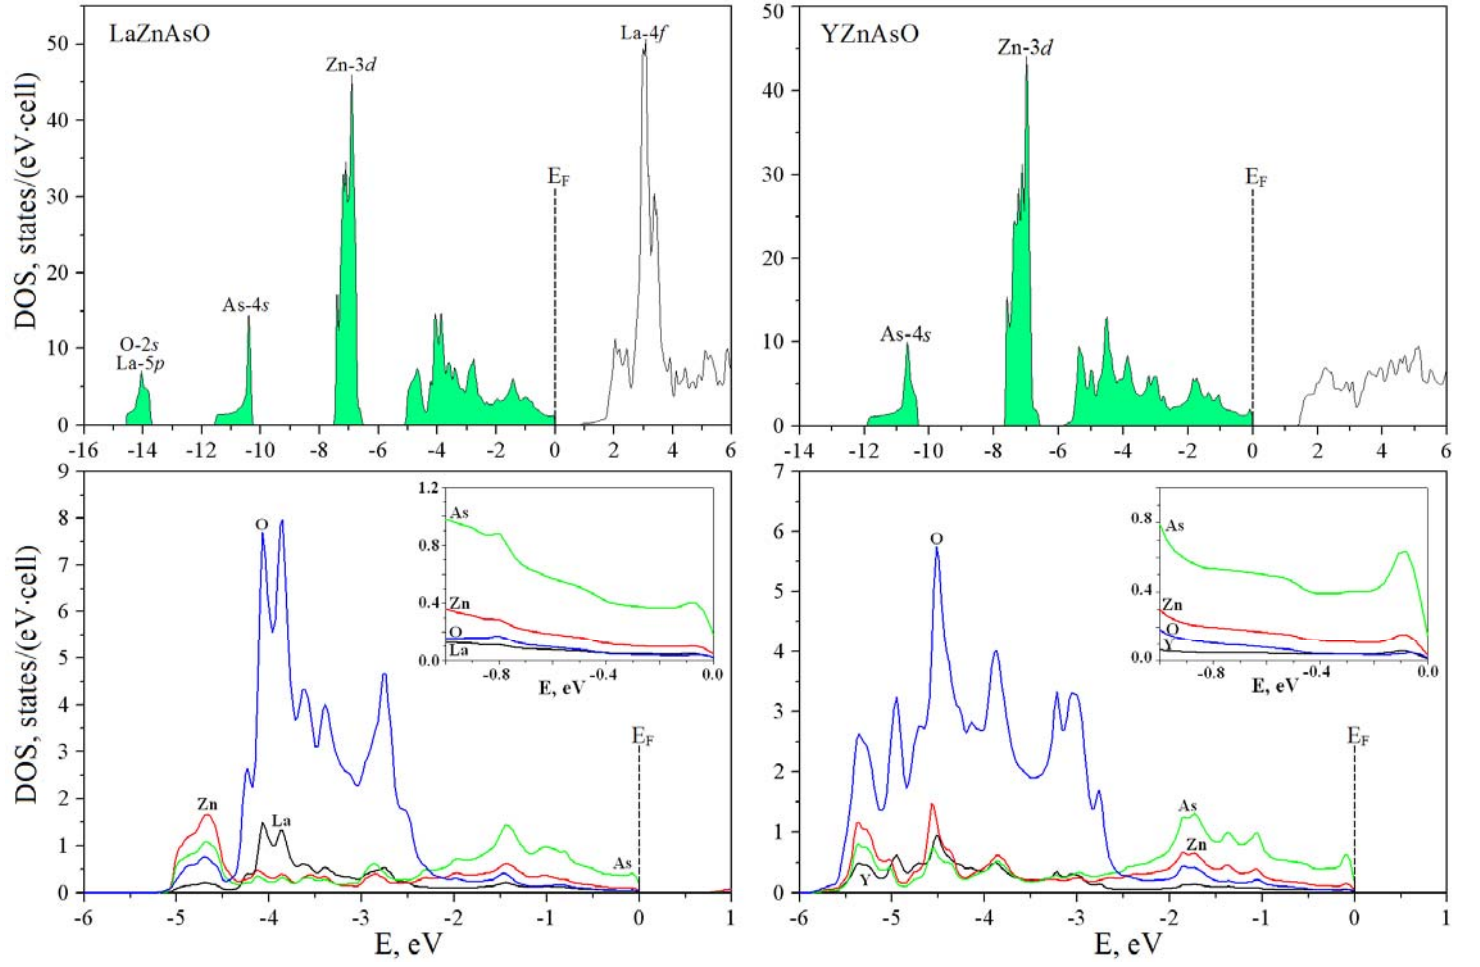 LaZnAsO
DOS, states/(eV·cell)
50
40
30
20
10
0
-16 -14 -12 -10 -8 -6 -4 -2 0 2 4 6
O-2s
La-5p
As-4s
Zn-3d
E_F
La-4f
YZnAsO
50
40
30
20
10
0
-14 -12 -10 -8 -6 -4 -2 0 2 4 6
As-4s
Zn-3d
E_F
DOS, states/(eV·cell)
9
8
7
6
5
4
3
2
1
0
-5 -4 -3 -2 -1 0 1
E, eV
O
Zn
La
As
E_F
1.2
0.8
0.4
0.0
As
Zn
O
La
-0.8 -0.4 0.0
E, eV
7
6
5
4
3
2
1
0
-6 -5 -4 -3 -2 -1 0 1
E, eV
O
Y
As
Zn
E_F
0.8
0.4
0.0
As
Zn
O
Y
-0.8 -0.4 0.0
E, eV